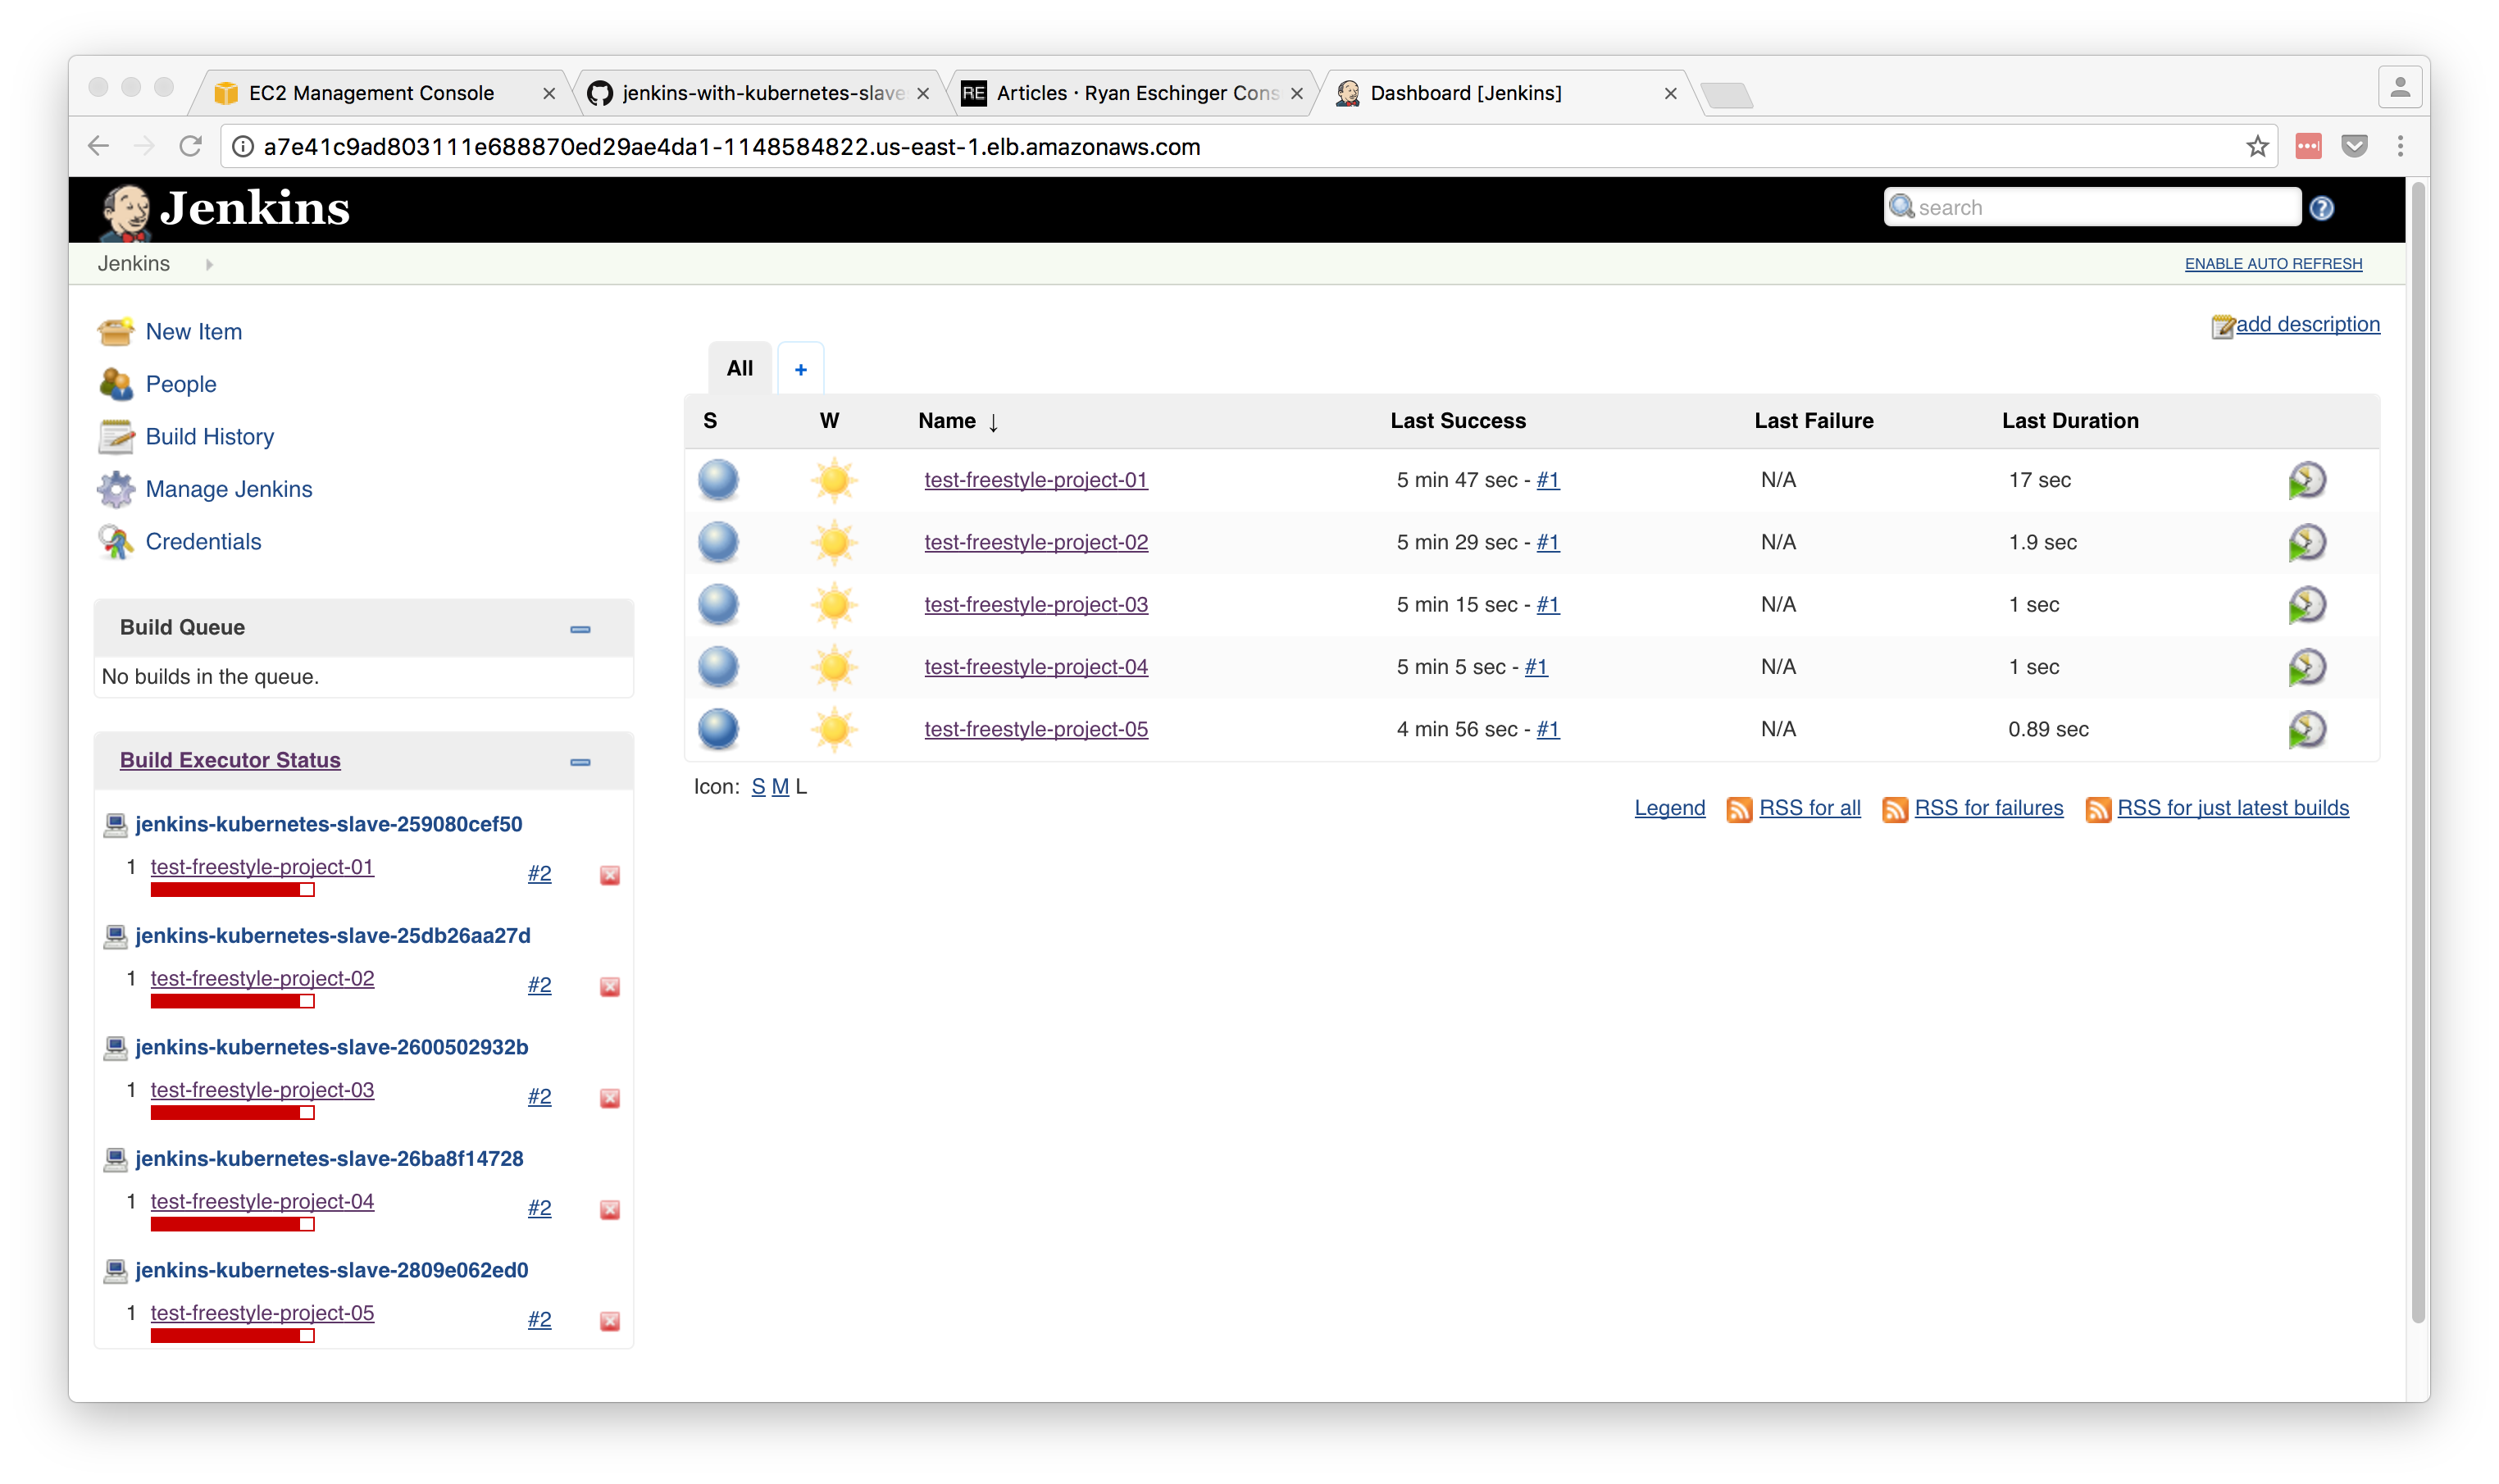 EC2 Management Console
jenkins-with-kubernetes-slave
RE Articles · Ryan Eschinger Cons
Dashboard [Jenkins]
a7e41c9ad803111e688870ed29ae4da1-1148584822.us-east-1.elb.amazonaws.com
Jenkins
search
Jenkins
ENABLE AUTO REFRESH
New Item
People
Build History
Manage Jenkins
Credentials
Build Queue
No builds in the queue.
Build Executor Status
jenkins-kubernetes-slave-259080cef50
1 test-freestyle-project-01 #2
jenkins-kubernetes-slave-25db26aa27d
1 test-freestyle-project-02 #2
jenkins-kubernetes-slave-2600502932b
1 test-freestyle-project-03 #2
jenkins-kubernetes-slave-26ba8f14728
1 test-freestyle-project-04 #2
jenkins-kubernetes-slave-2809e062ed0
1 test-freestyle-project-05 #2
add description
All +
S W Name ↓ Last Success Last Failure Last Duration
test-freestyle-project-01 5 min 47 sec - #1 N/A 17 sec
test-freestyle-project-02 5 min 29 sec - #1 N/A 1.9 sec
test-freestyle-project-03 5 min 15 sec - #1 N/A 1 sec
test-freestyle-project-04 5 min 5 sec - #1 N/A 1 sec
test-freestyle-project-05 4 min 56 sec - #1 N/A 0.89 sec
Icon: S M L
Legend RSS for all RSS for failures RSS for just latest builds